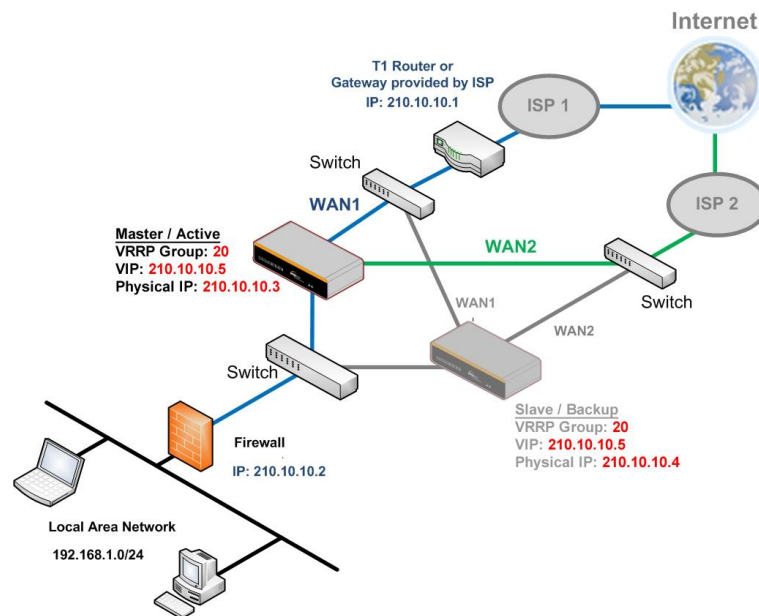 Internet
T1 Router or
Gateway provided by ISP
IP: 210.10.10.1
ISP 1
Switch
WAN1
ISP 2
Master / Active
VRRP Group: 20
VIP: 210.10.10.5
Physical IP: 210.10.10.3
WAN2
Switch
WAN1
WAN2
Switch
Slave / Backup
VRRP Group: 20
VIP: 210.10.10.5
Physical IP: 210.10.10.4
Firewall
IP: 210.10.10.2
Local Area Network
192.168.1.0/24